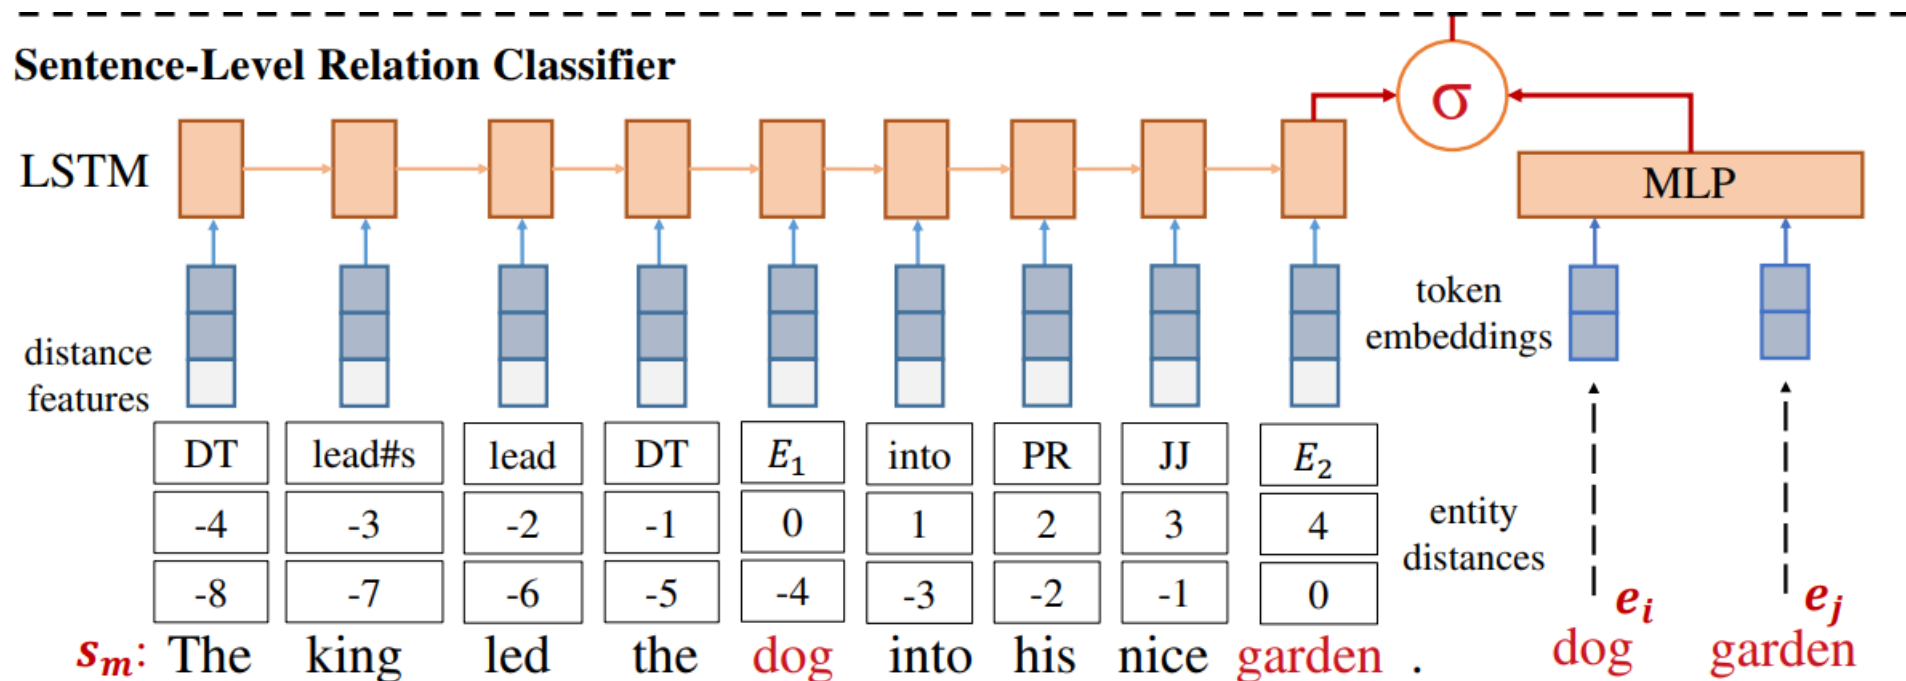 Sentence-Level Relation Classifier
σ
LSTM
MLP
distance
features
token
embeddings
DT lead#s lead DT E₁ into PR JJ E₂
-4 -3 -2 -1 0 1 2 3 4
-8 -7 -6 -5 -4 -3 -2 -1 0
entity
distances
sₘ: The king led the dog into his nice garden .
eᵢ eⱼ
dog garden